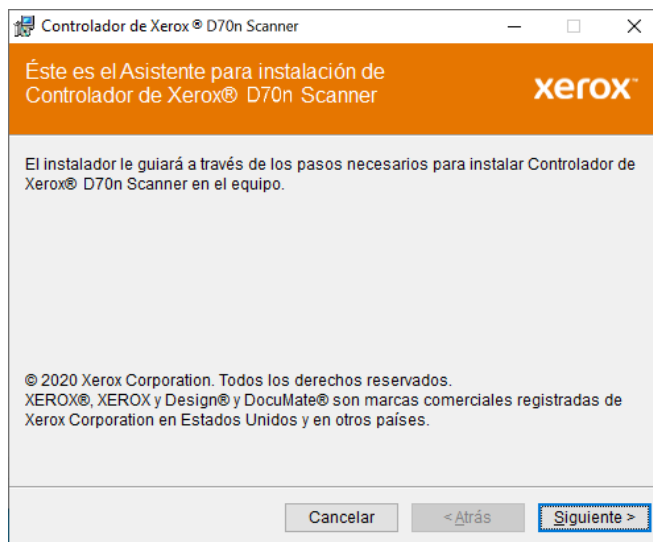 Controlador de Xerox ® D70n Scanner
Éste es el Asistente para instalación de
Controlador de Xerox® D70n Scanner
xerox™
El instalador le guiará a través de los pasos necesarios para instalar Controlador de
Xerox® D70n Scanner en el equipo.
© 2020 Xerox Corporation. Todos los derechos reservados.
XEROX®, XEROX y Design® y DocuMate® son marcas comerciales registradas de
Xerox Corporation en Estados Unidos y en otros países.
Cancelar
< Atrás
Siguiente >